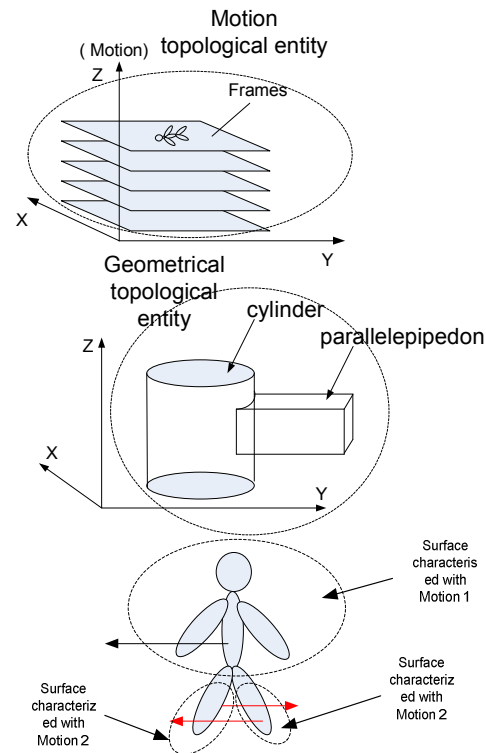 Motion
topological entity
( Motion)
Z
Frames
X
Y
Geometrical
topological
entity
cylinder
parallelepipedon
Z
X
Y
Surface
characteris
ed with
Motion 1
Surface
characteriz
ed with
Motion 2
Surface
characteriz
ed with
Motion 2